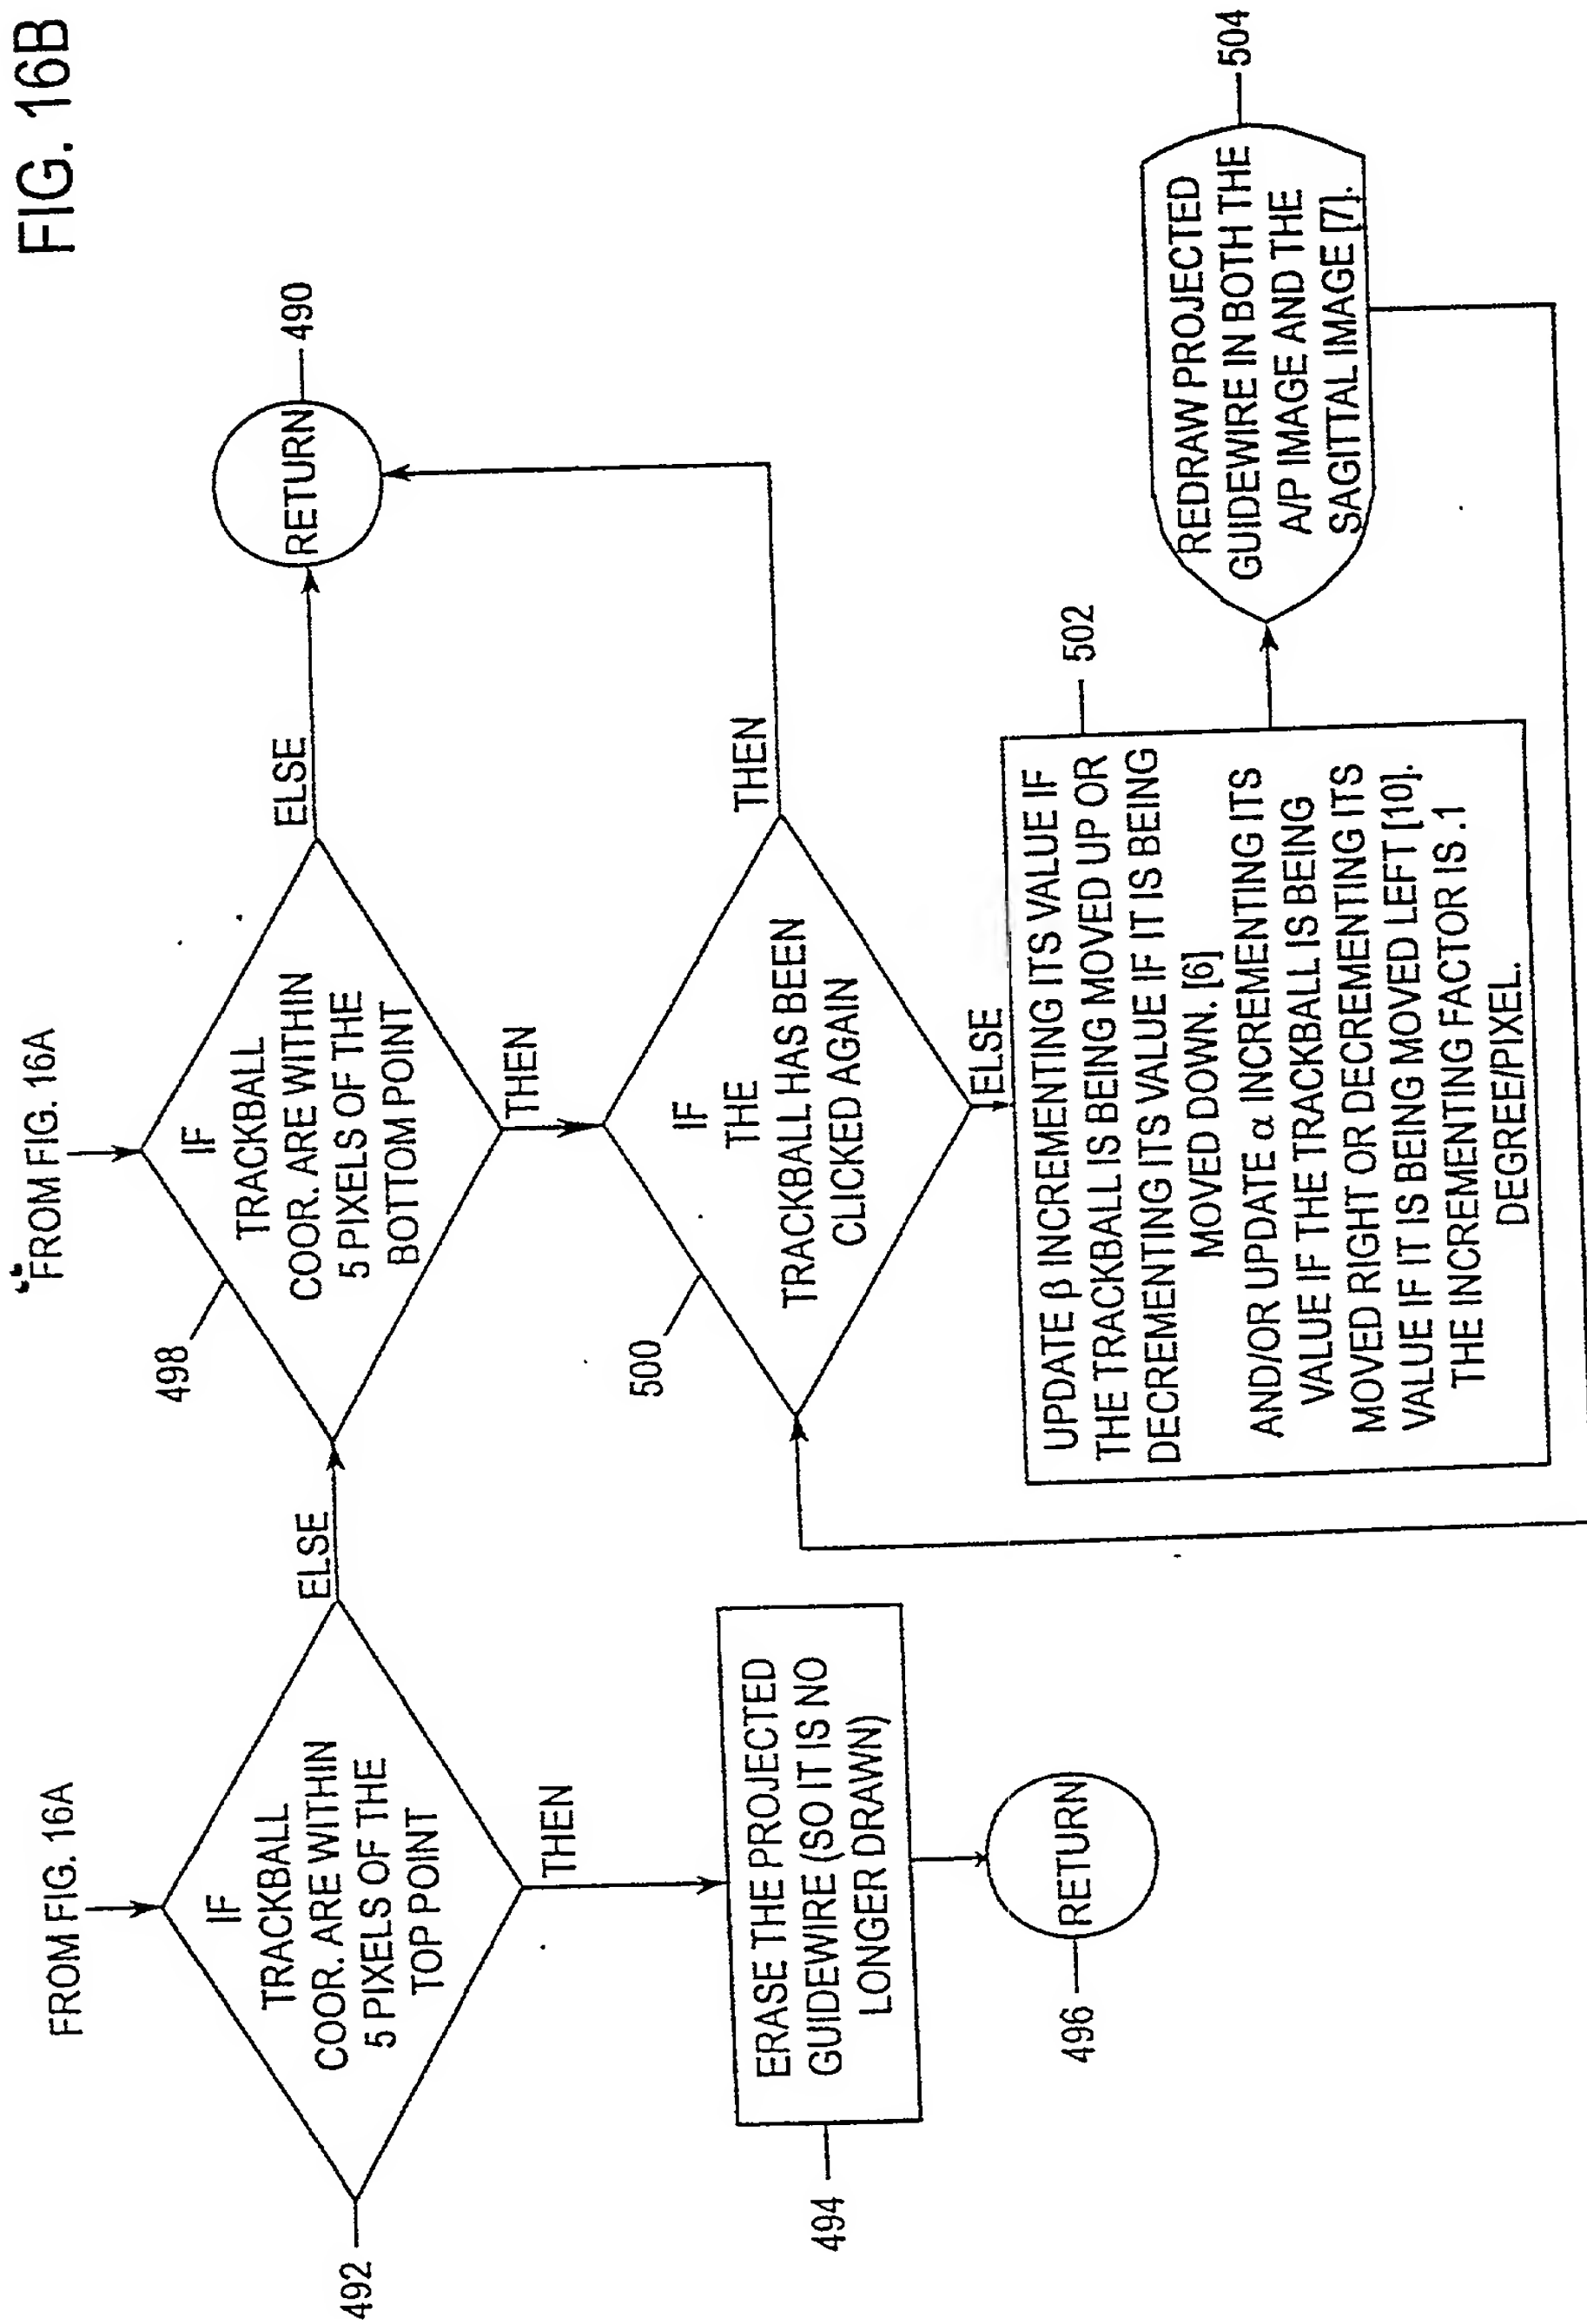 FIG. 16B
FROM FIG. 16A
IF
TRACKBALL
COOR. ARE WITHIN
5 PIXELS OF THE
TOP POINT
492
ELSE
THEN
ERASE THE PROJECTED
GUIDEWIRE (SO IT IS NO
LONGER DRAWN)
494
RETURN
496
FROM FIG. 16A
IF
TRACKBALL
COOR. ARE WITHIN
5 PIXELS OF THE
BOTTOM POINT
498
ELSE
RETURN
490
THEN
IF
THE
TRACKBALL HAS BEEN
CLICKED AGAIN
500
THEN
ELSE
UPDATE β INCREMENTING ITS VALUE IF
THE TRACKBALL IS BEING MOVED UP OR
DECREMENTING ITS VALUE IF IT IS BEING
MOVED DOWN. [6]
AND/OR UPDATE α INCREMENTING ITS
VALUE IF THE TRACKBALL IS BEING
MOVED RIGHT OR DECREMENTING ITS
VALUE IF IT IS BEING MOVED LEFT [10].
THE INCREMENTING FACTOR IS .1
DEGREE/PIXEL.
502
REDRAW PROJECTED
GUIDEWIRE IN BOTH THE
A/P IMAGE AND THE
SAGITTAL IMAGE [7].
504